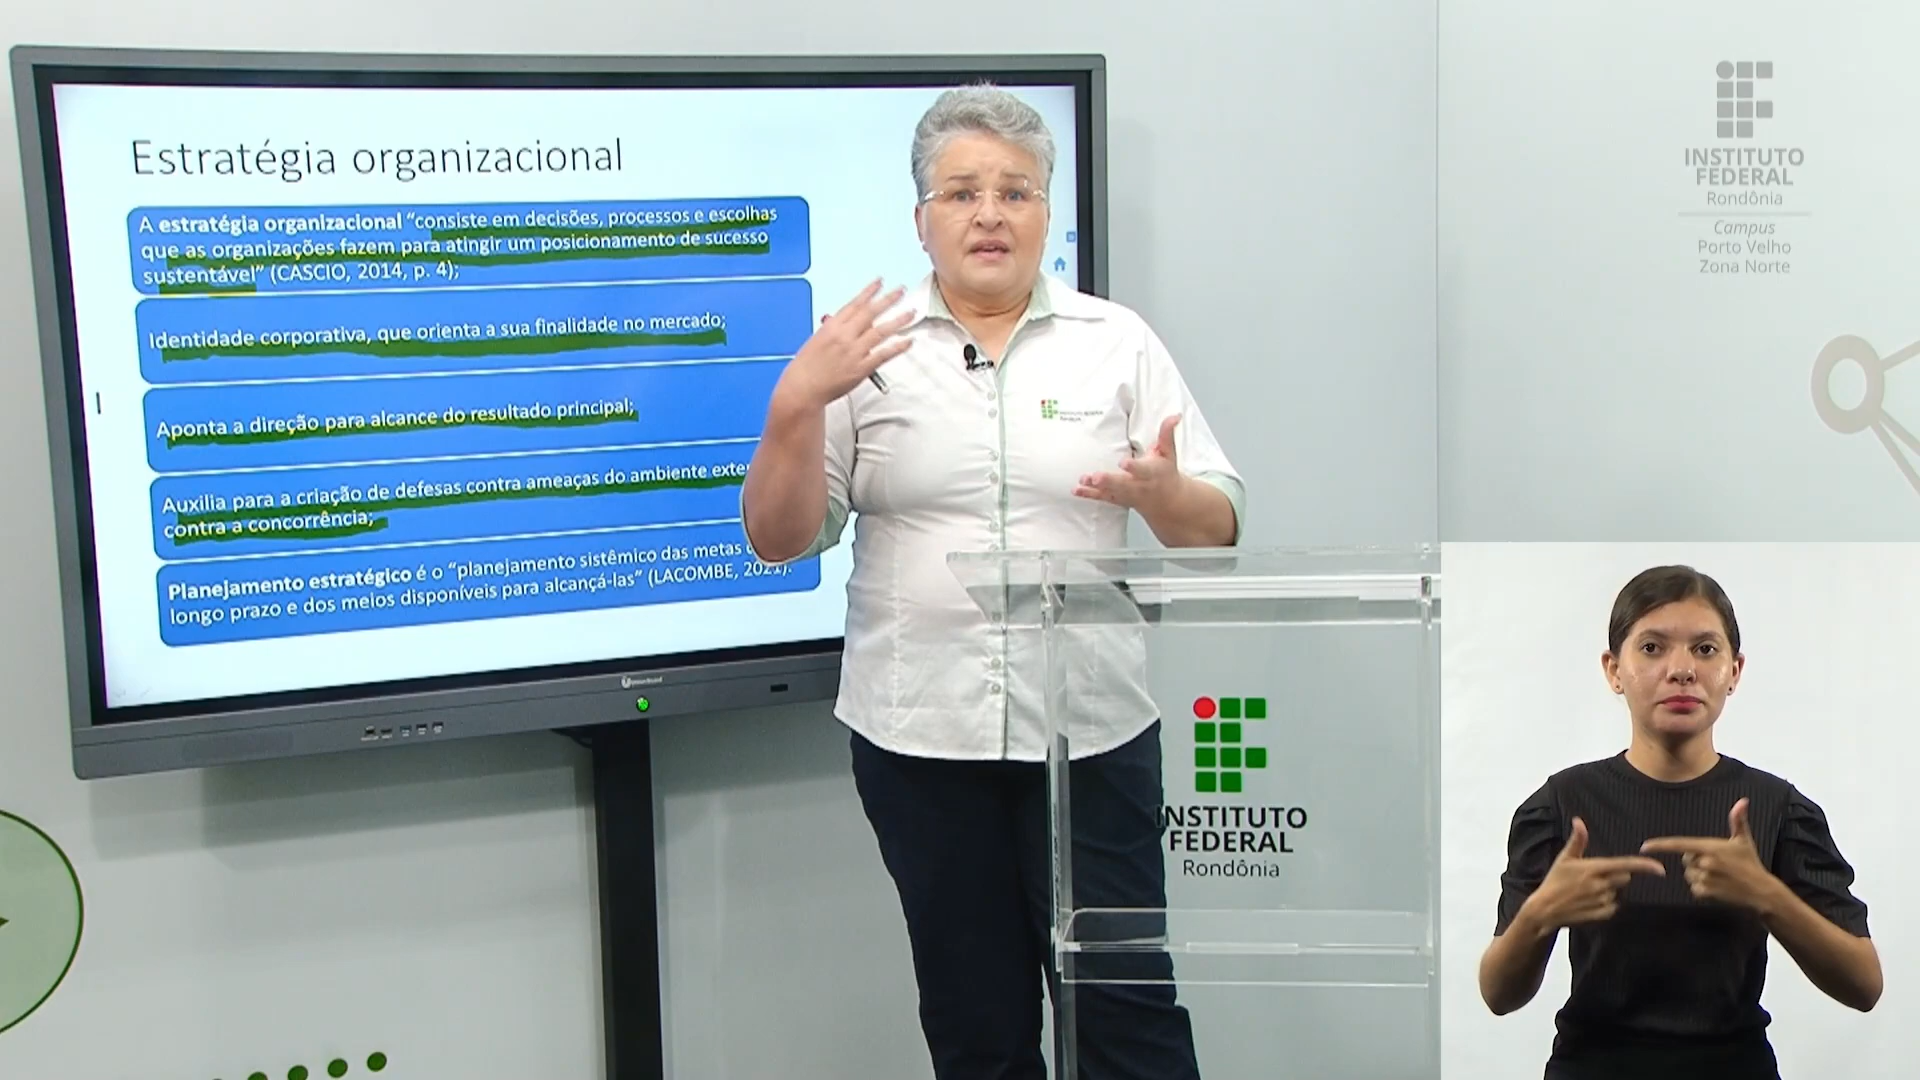 Estratégia organizacional
A estratégia organizacional “consiste em decisões, processos e escolhas
que as organizações fazem para atingir um posicionamento de sucesso
sustentável” (CASCIO, 2014, p. 4);
Identidade corporativa, que orienta a sua finalidade no mercado;
Aponta a direção para alcance do resultado principal;
Auxilia para a criação de defesas contra ameaças do ambiente
contra a concorrência;
Planejamento estratégico é o “planejamento sistêmico das metas
longo prazo e dos meios disponíveis para alcançá-las” (LACOMBE, 2021).
INSTITUTO
FEDERAL
Rondônia
Campus
Porto Velho
Zona Norte
INSTITUTO
FEDERAL
Rondônia